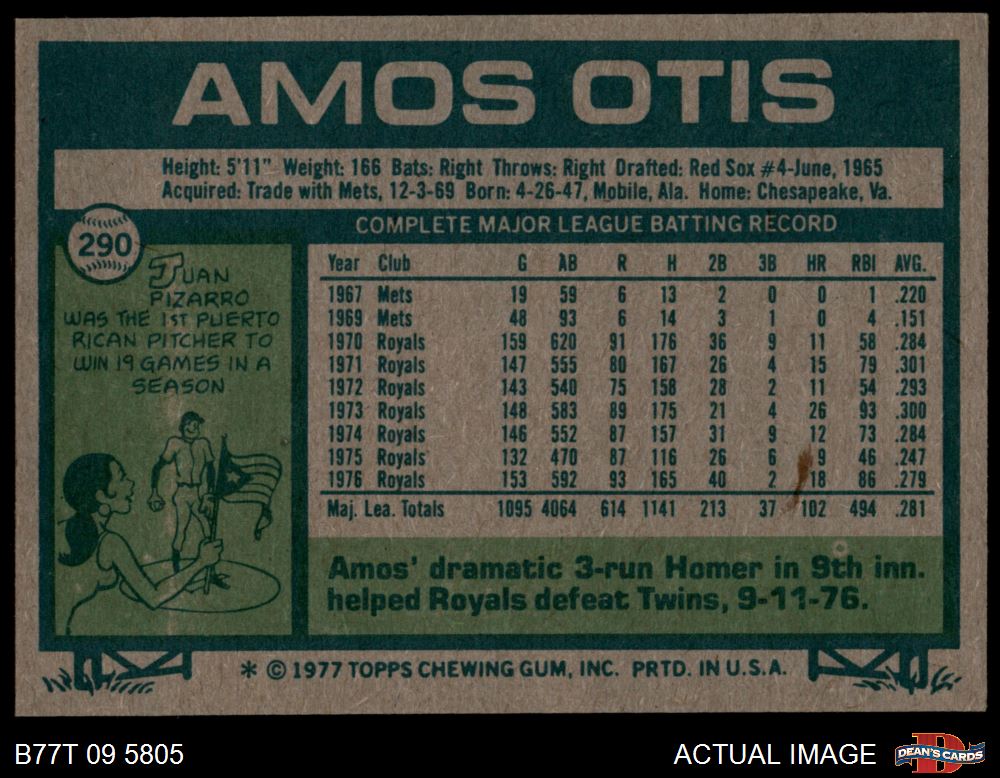 AMOS OTIS
Height: 5'11" Weight: 166 Bats: Right Throws: Right Drafted: Red Sox #4-June, 1965
Acquired: Trade with Mets, 12-3-69 Born: 4-26-47, Mobile, Ala. Home: Chesapeake, Va.
290
JUAN
PIZARRO
WAS THE 1ST PUERTO
RICAN PITCHER TO
WIN 19 GAMES IN A
SEASON
COMPLETE MAJOR LEAGUE BATTING RECORD
Year Club G AB R H 2B 3B HR RBI AVG.
1967 Mets 19 59 6 13 2 0 0 1 .220
1969 Mets 48 93 6 14 3 1 0 4 .151
1970 Royals 159 620 91 176 36 9 11 58 .284
1971 Royals 147 555 80 167 26 4 15 79 .301
1972 Royals 143 540 75 158 28 2 11 54 .293
1973 Royals 148 583 89 175 21 4 26 93 .300
1974 Royals 146 552 87 157 31 9 12 73 .284
1975 Royals 132 470 87 116 26 6 9 46 .247
1976 Royals 153 592 93 165 40 2 18 86 .279
Maj. Lea. Totals 1095 4064 614 1141 213 37 102 494 .281
Amos' dramatic 3-run Homer in 9th inn.
helped Royals defeat Twins, 9-11-76.
* © 1977 TOPPS CHEWING GUM, INC. PRTD. IN U.S.A.
B77T 09 5805
ACTUAL IMAGE
D
DEAN'S CARDS